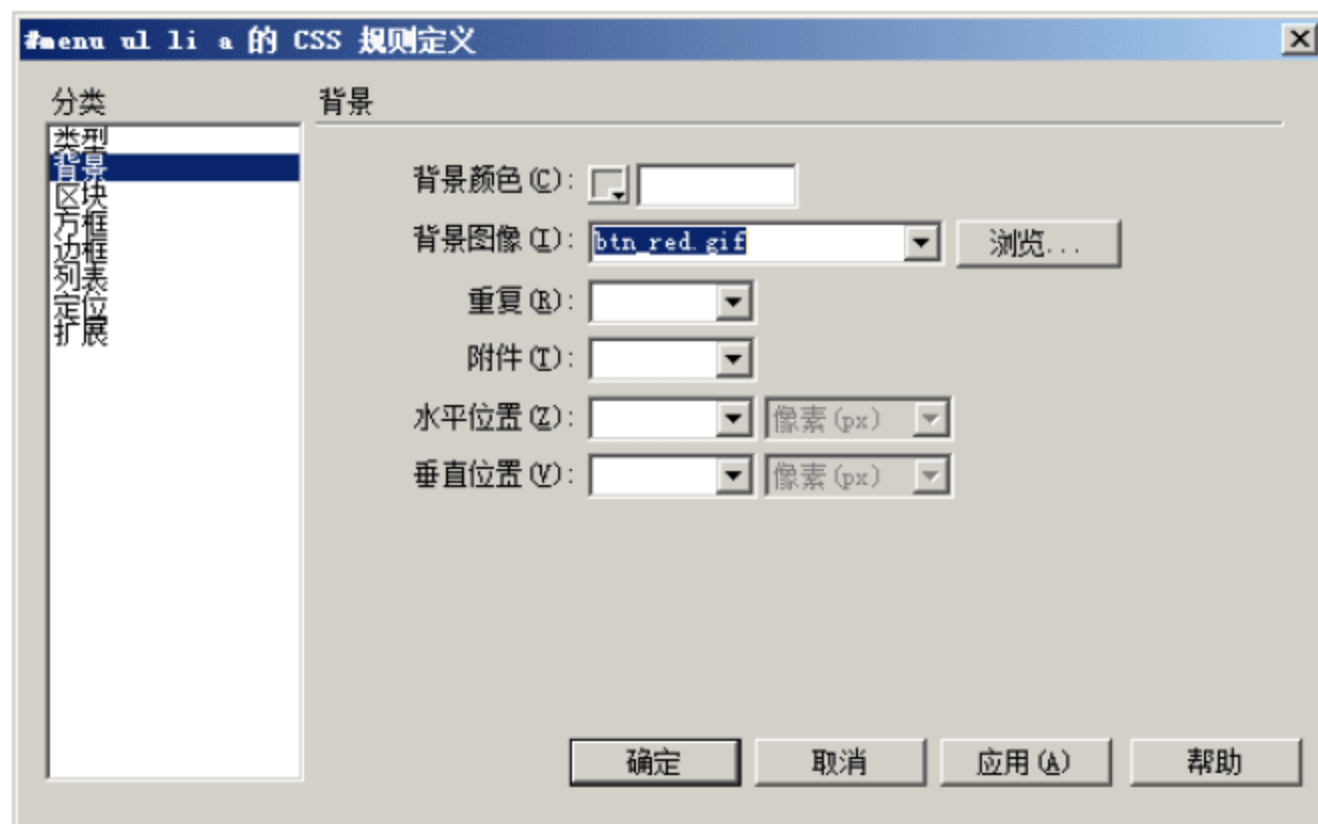 #menu ul li a 的 CSS 规则定义
分类
背景
类型
背景
区块
方框
边框
列表
定位
扩展
背景颜色(C):
背景图像(I): btn_red.gif 浏览...
重复(R):
附件(T):
水平位置(Z): 像素(px)
垂直位置(V): 像素(px)
确定 取消 应用(A) 帮助